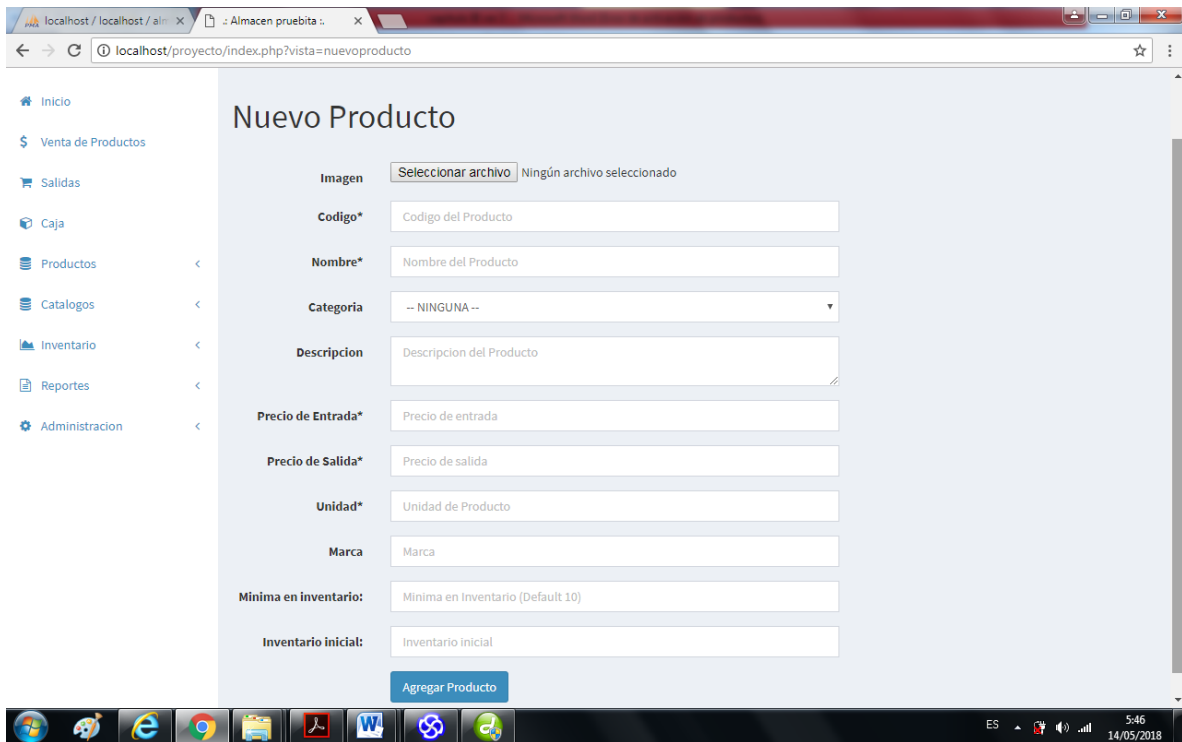 localhost / localhost / alm
.: Almacen pruebita :.
localhost/proyecto/index.php?vista=nuevoproducto
Inicio
Venta de Productos
Salidas
Caja
Productos
Catalogos
Inventario
Reportes
Administracion
Nuevo Producto
Imagen Seleccionar archivo Ningún archivo seleccionado
Codigo* Codigo del Producto
Nombre* Nombre del Producto
Categoria -- NINGUNA --
Descripcion Descripcion del Producto
Precio de Entrada* Precio de entrada
Precio de Salida* Precio de salida
Unidad* Unidad de Producto
Marca Marca
Minima en inventario: Minima en Inventario (Default 10)
Inventario inicial: Inventario inicial
Agregar Producto
ES
5:46
14/05/2018